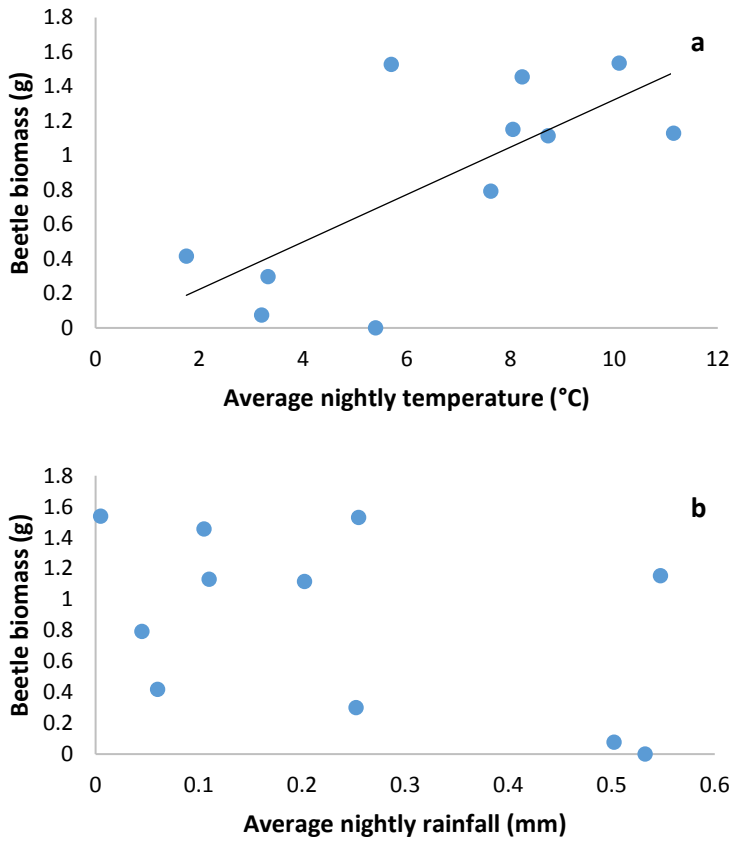 1.8
1.6
1.4
1.2
1
0.8
0.6
0.4
0.2
0
Beetle biomass (g)
a
0 2 4 6 8 10 12
Average nightly temperature (°C)
1.8
1.6
1.4
1.2
1
0.8
0.6
0.4
0.2
0
Beetle biomass (g)
b
0 0.1 0.2 0.3 0.4 0.5 0.6
Average nightly rainfall (mm)